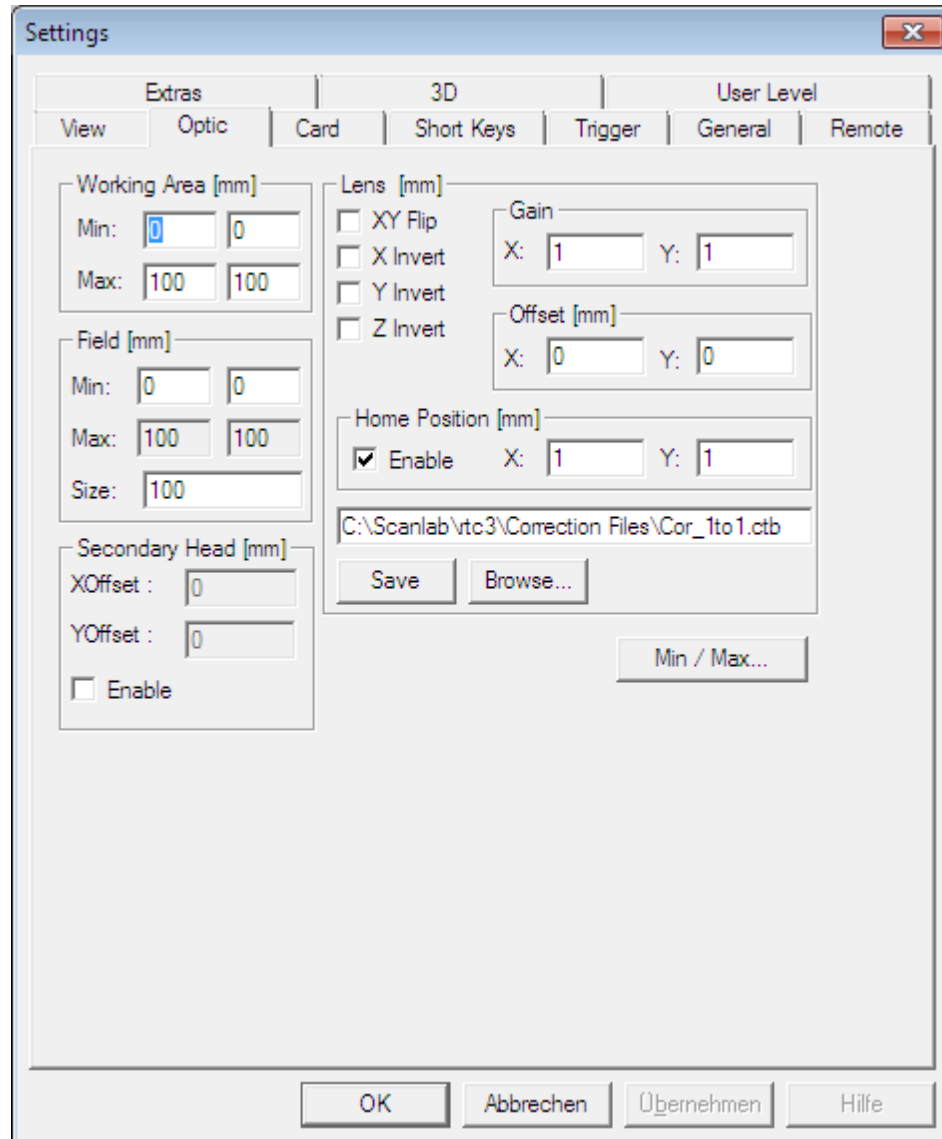 Settings
Extras 3D User Level
View Optic Card Short Keys Trigger General Remote
Working Area [mm]
Min: 0 0
Max: 100 100
Field [mm]
Min: 0 0
Max: 100 100
Size: 100
Secondary Head [mm]
XOffset : 0
YOffset : 0
Enable
Lens [mm]
XY Flip
X Invert
Y Invert
Z Invert
Gain
X: 1 Y: 1
Offset [mm]
X: 0 Y: 0
Home Position [mm]
Enable X: 1 Y: 1
C:\Scanlab\rtc3\Correction Files\Cor_1to1.ctb
Save Browse...
Min / Max...
OK Abbrechen Übernehmen Hilfe